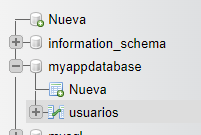 Nueva
information_schema
myappdatabase
Nueva
usuarios